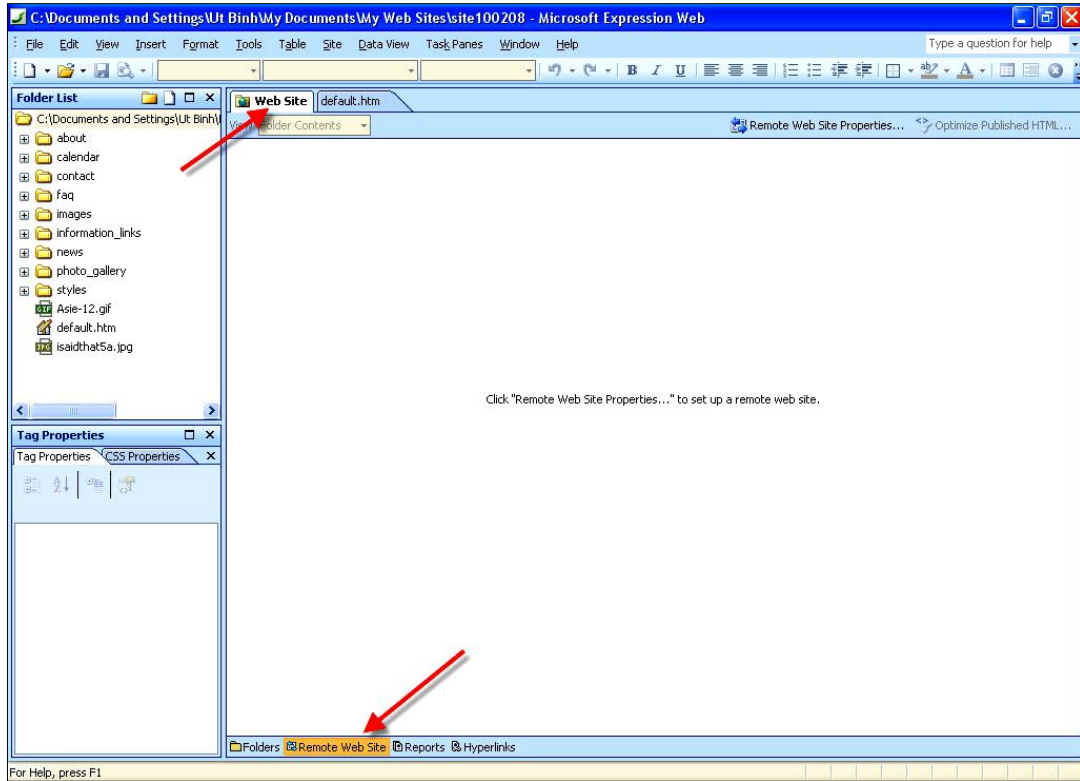 C:\Documents and Settings\Ut Binh\My Documents\My Web Sites\site100208 - Microsoft Expression Web
File Edit View Insert Format Tools Table Site Data View Task Panes Window Help
Type a question for help
Folder List
Web Site default.htm
C:\Documents and Settings\Ut Binh\
View Folder Contents
Remote Web Site Properties... Optimize Published HTML...
about
calendar
contact
faq
images
information_links
news
photo_gallery
styles
Asie-12.gif
default.htm
isaidthat5a.jpg
Click "Remote Web Site Properties..." to set up a remote web site.
Tag Properties
Tag Properties CSS Properties
Folders Remote Web Site Reports Hyperlinks
For Help, press F1